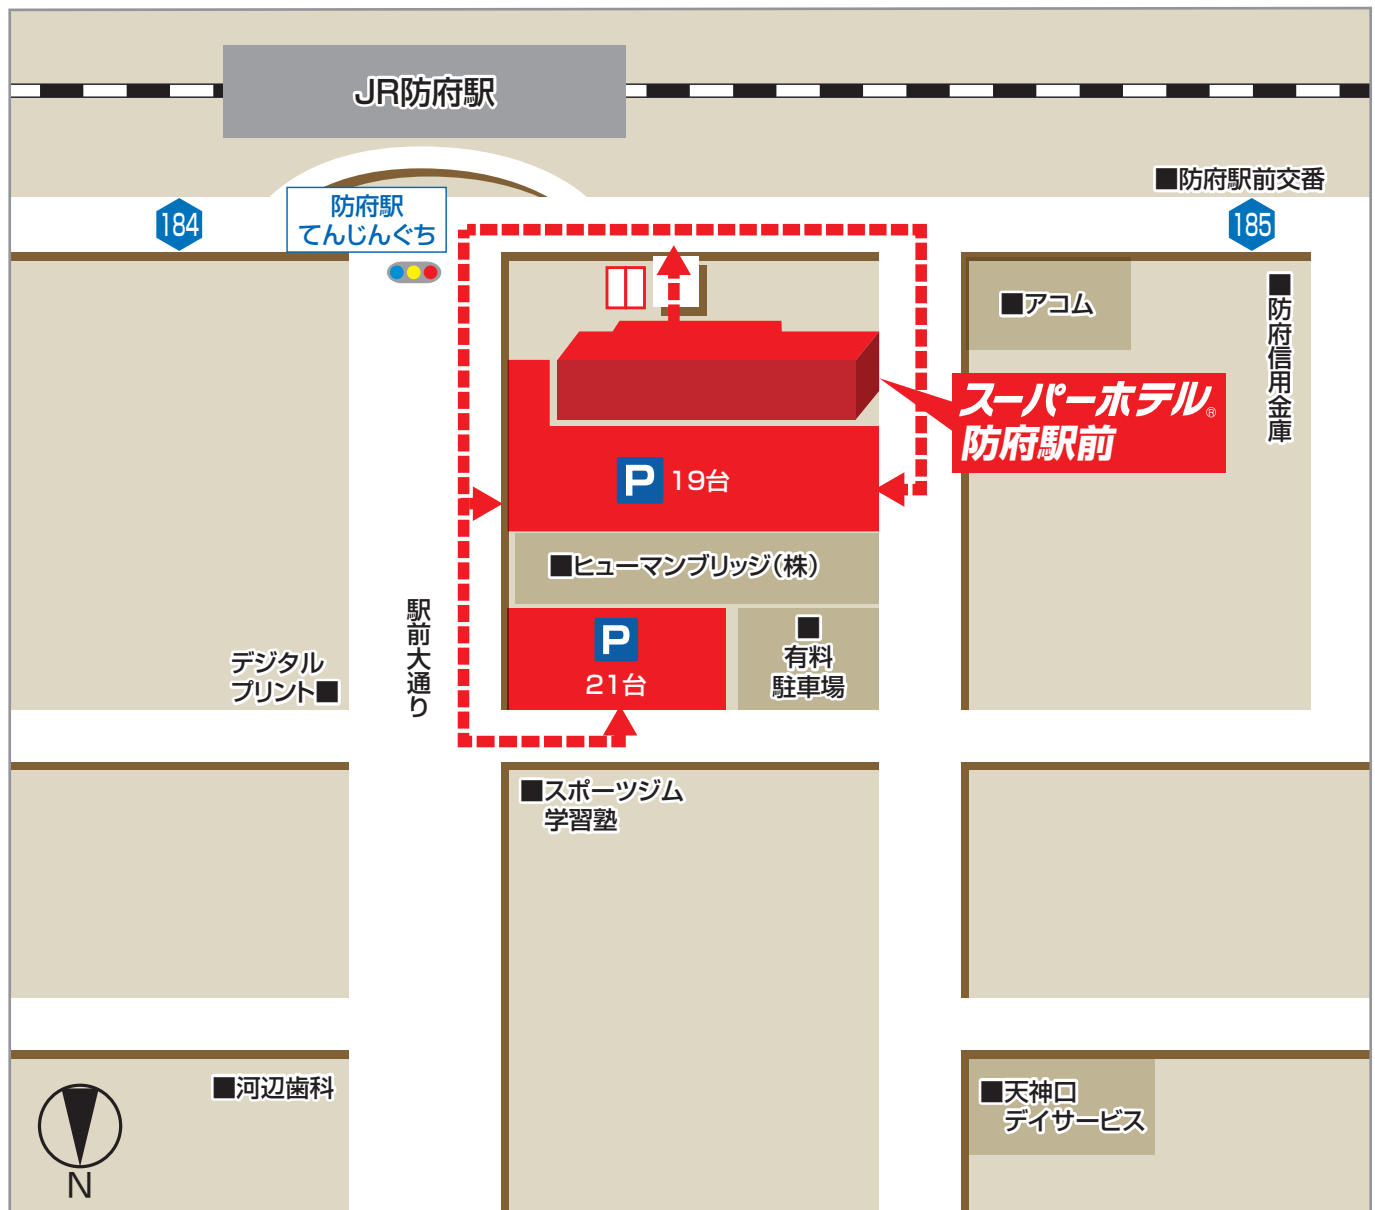 JR防府駅
■防府駅前交番
184
防府駅
てんじんぐち
185
■アコム
■防府信用金庫
スーパーホテル®
防府駅前
P 19台
■ヒューマンブリッジ(株)
駅前大通り
P
21台
■
有料
駐車場
デジタル
プリント■
■スポーツジム
学習塾
■河辺歯科
■天神口
デイサービス
N